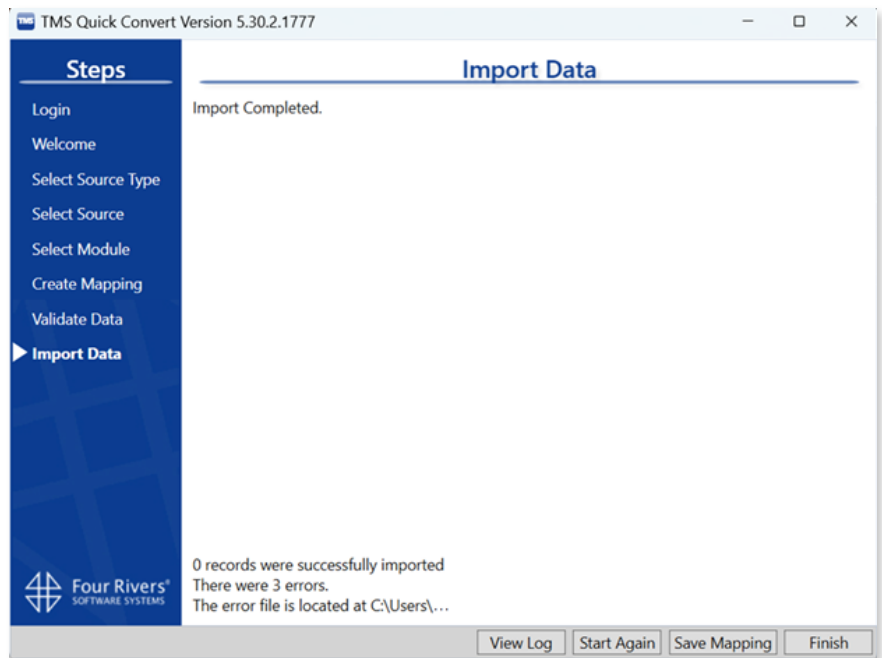 TMS Quick Convert Version 5.30.2.1777
Steps
Login
Welcome
Select Source Type
Select Source
Select Module
Create Mapping
Validate Data
Import Data
Four Rivers®
SOFTWARE SYSTEMS
Import Data
Import Completed.
0 records were successfully imported
There were 3 errors.
The error file is located at C:\Users\...
View Log Start Again Save Mapping Finish